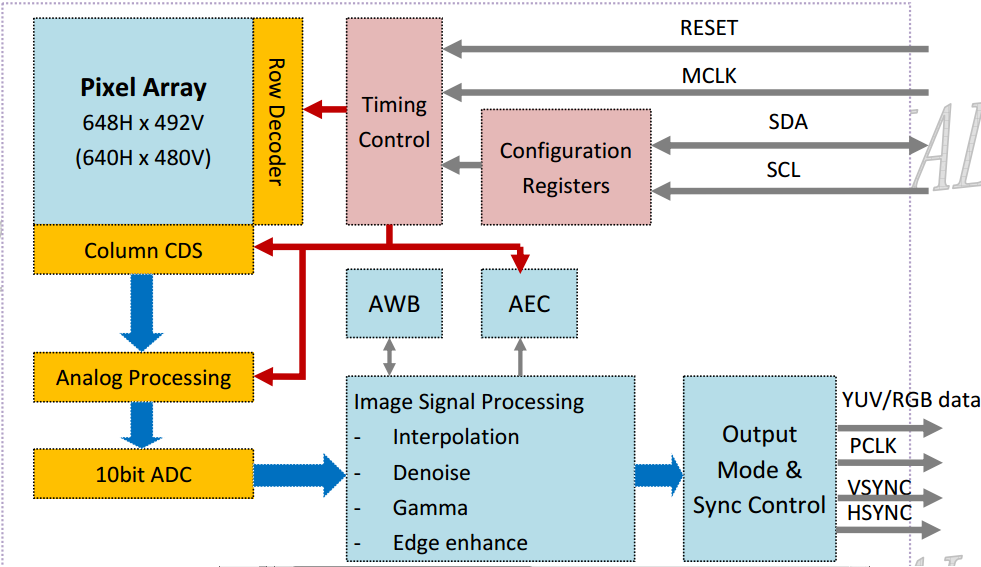 RESET
MCLK
SDA
SCL
Pixel Array
648H x 492V
(640H x 480V)
Row Decoder
Timing
Control
Configuration
Registers
Column CDS
AWB
AEC
Analog Processing
10bit ADC
Image Signal Processing
- Interpolation
- Denoise
- Gamma
- Edge enhance
Output
Mode &
Sync Control
YUV/RGB data
PCLK
VSYNC
HSYNC